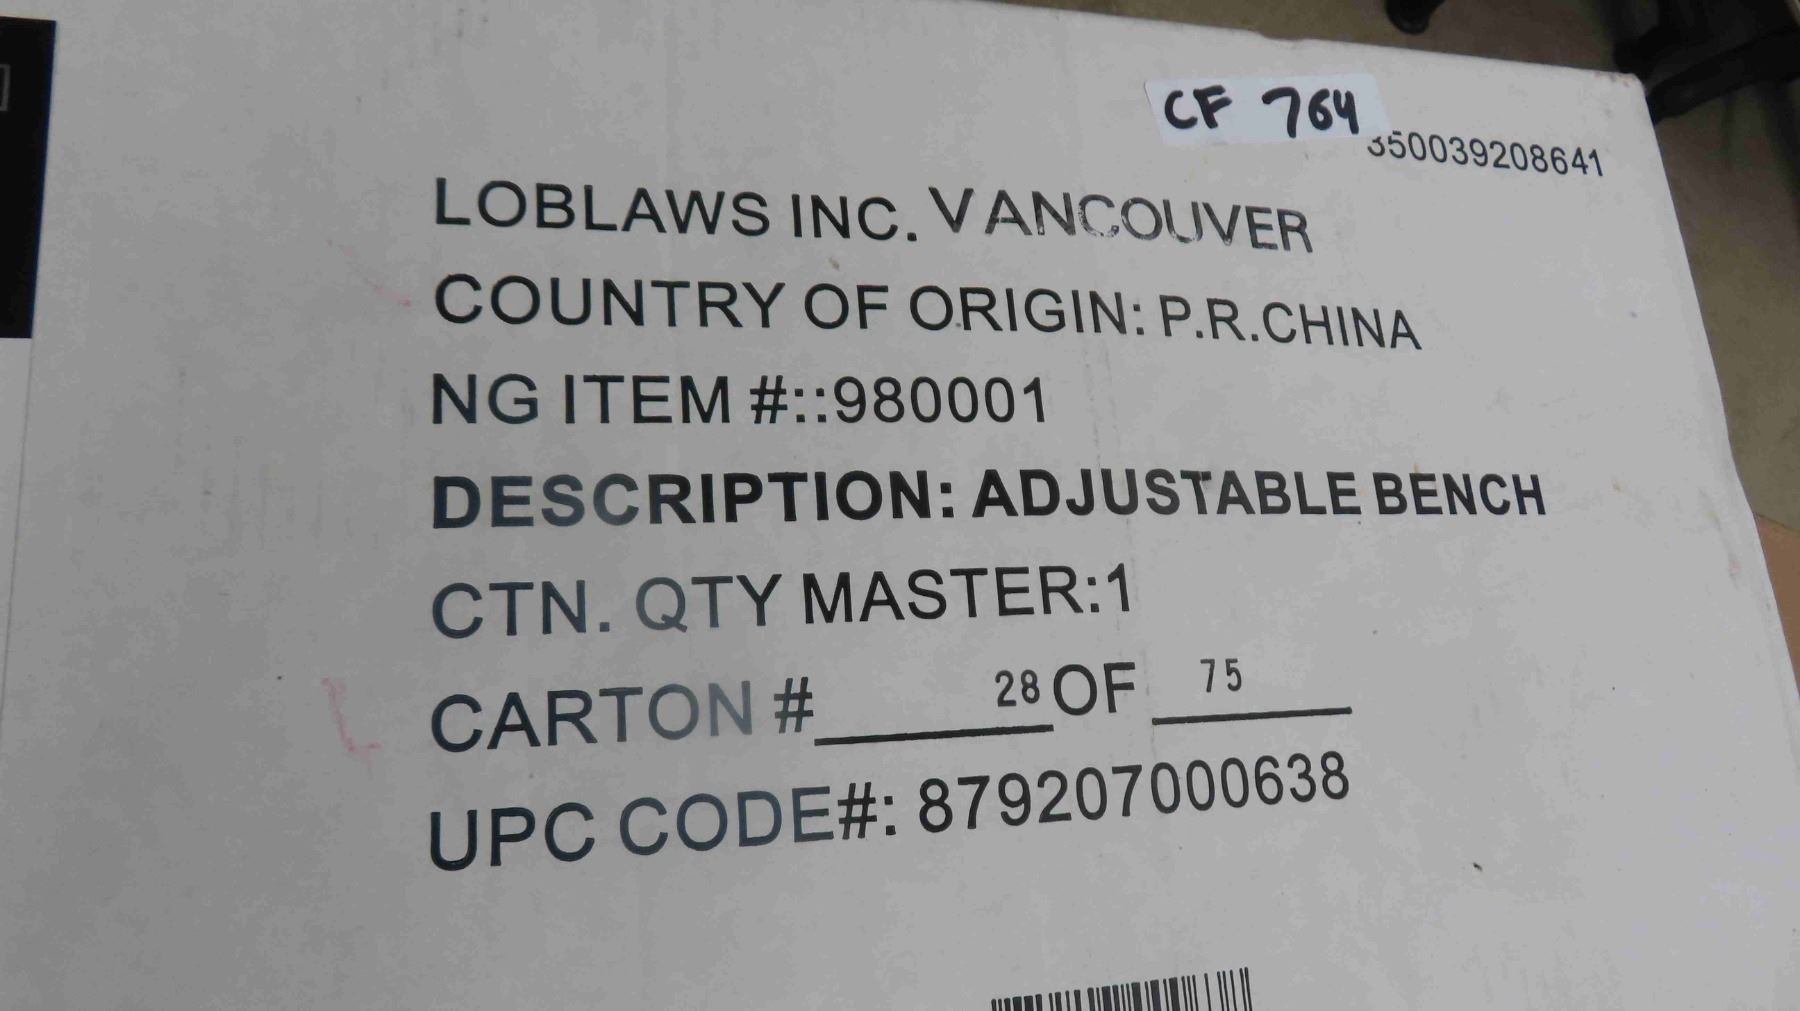 CF 764
350039208641
LOBLAWS INC. VANCOUVER
COUNTRY OF ORIGIN: P.R.CHINA
NG ITEM #::980001
DESCRIPTION: ADJUSTABLE BENCH
CTN. QTY MASTER:1
CARTON # 28 OF 75
UPC CODE#: 879207000638